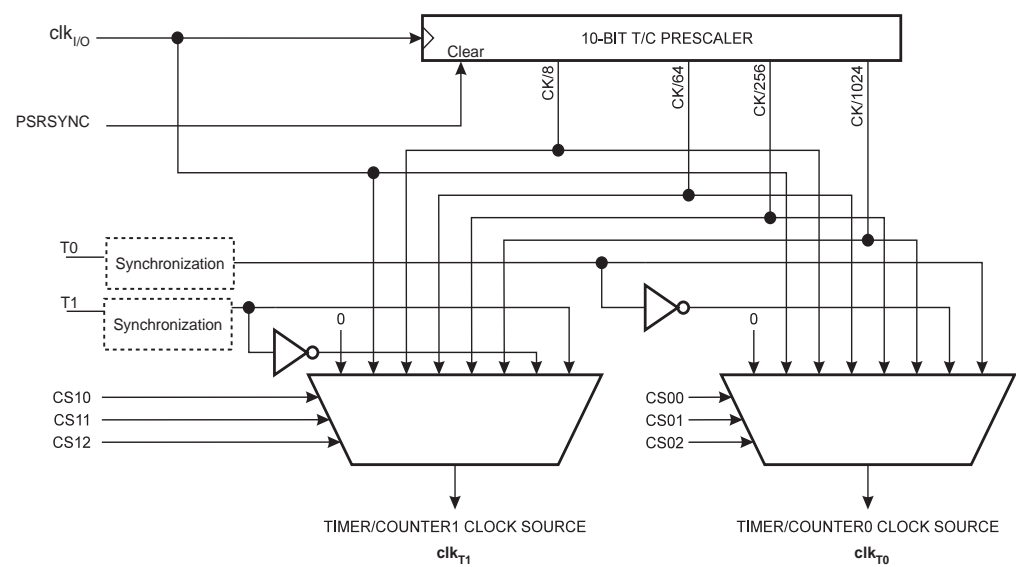 clkI/O
10-BIT T/C PRESCALER
Clear
CK/8
CK/64
CK/256
CK/1024
PSRSYNC
T0
Synchronization
T1
Synchronization
0
0
CS10
CS11
CS12
CS00
CS01
CS02
TIMER/COUNTER1 CLOCK SOURCE
clkT1
TIMER/COUNTER0 CLOCK SOURCE
clkT0